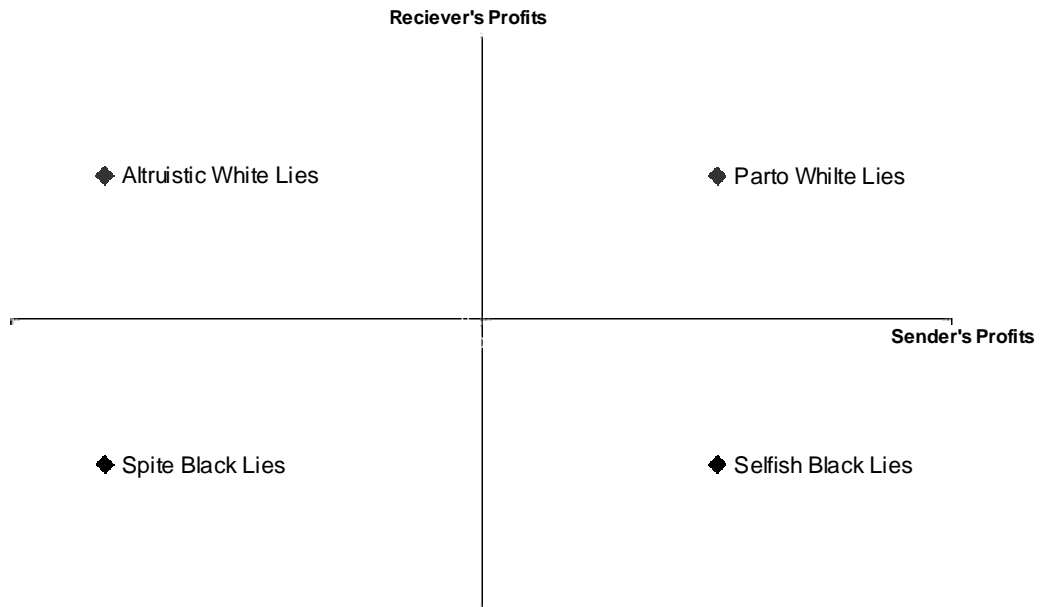 Reciever's Profits
Altruistic White Lies
Parto Whilte Lies
Sender's Profits
Spite Black Lies
Selfish Black Lies